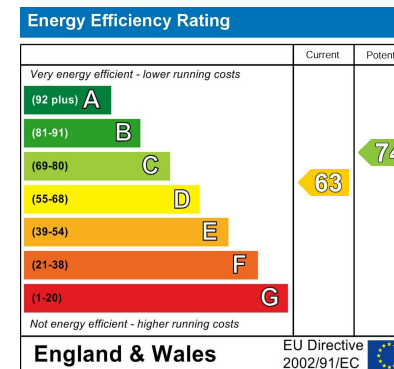 Energy Efficiency Rating
Current
Very energy efficient - lower running costs
(92 plus) A
(81-91) B
(69-80) C
(55-68) D
(39-54) E
(21-38) F
(1-20) G
63
Not energy efficient - higher running costs
England & Wales
EU Directive
2002/91/EC